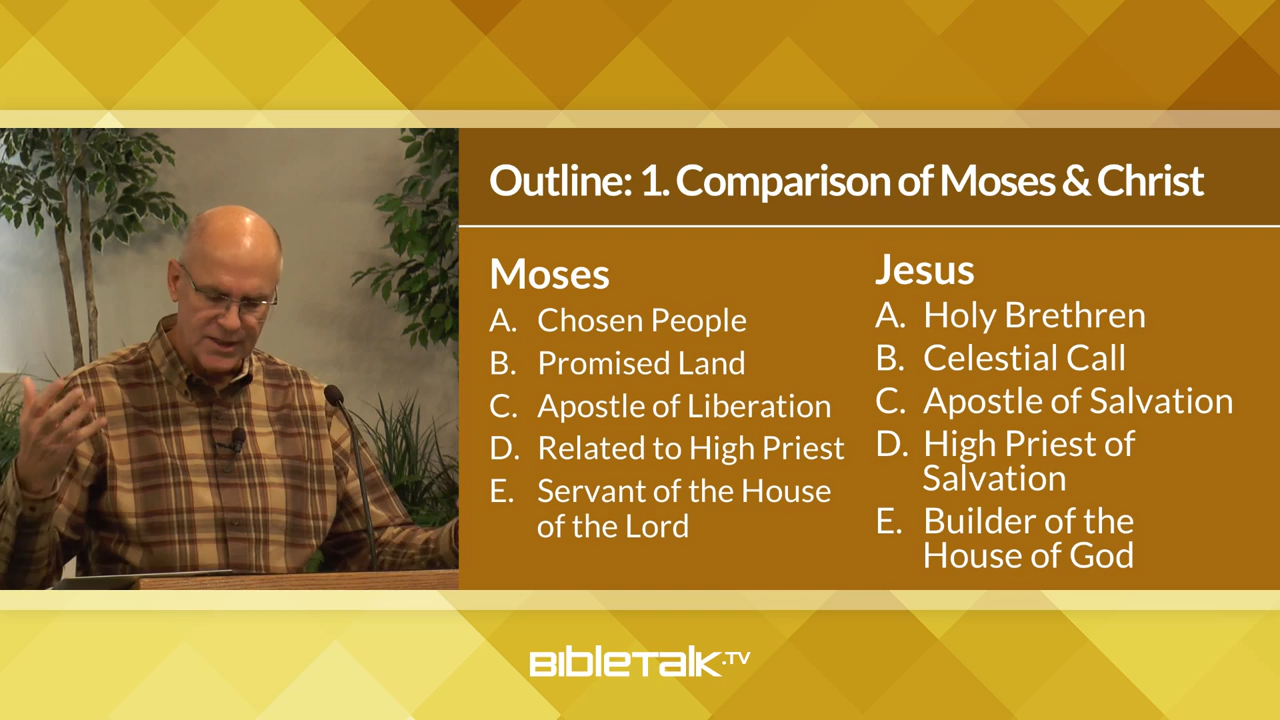 Outline: 1. Comparison of Moses & Christ
Moses
A. Chosen People
B. Promised Land
C. Apostle of Liberation
D. Related to High Priest
E. Servant of the House
of the Lord
Jesus
A. Holy Brethren
B. Celestial Call
C. Apostle of Salvation
D. High Priest of
Salvation
E. Builder of the
House of God
BIBLETALK.TV